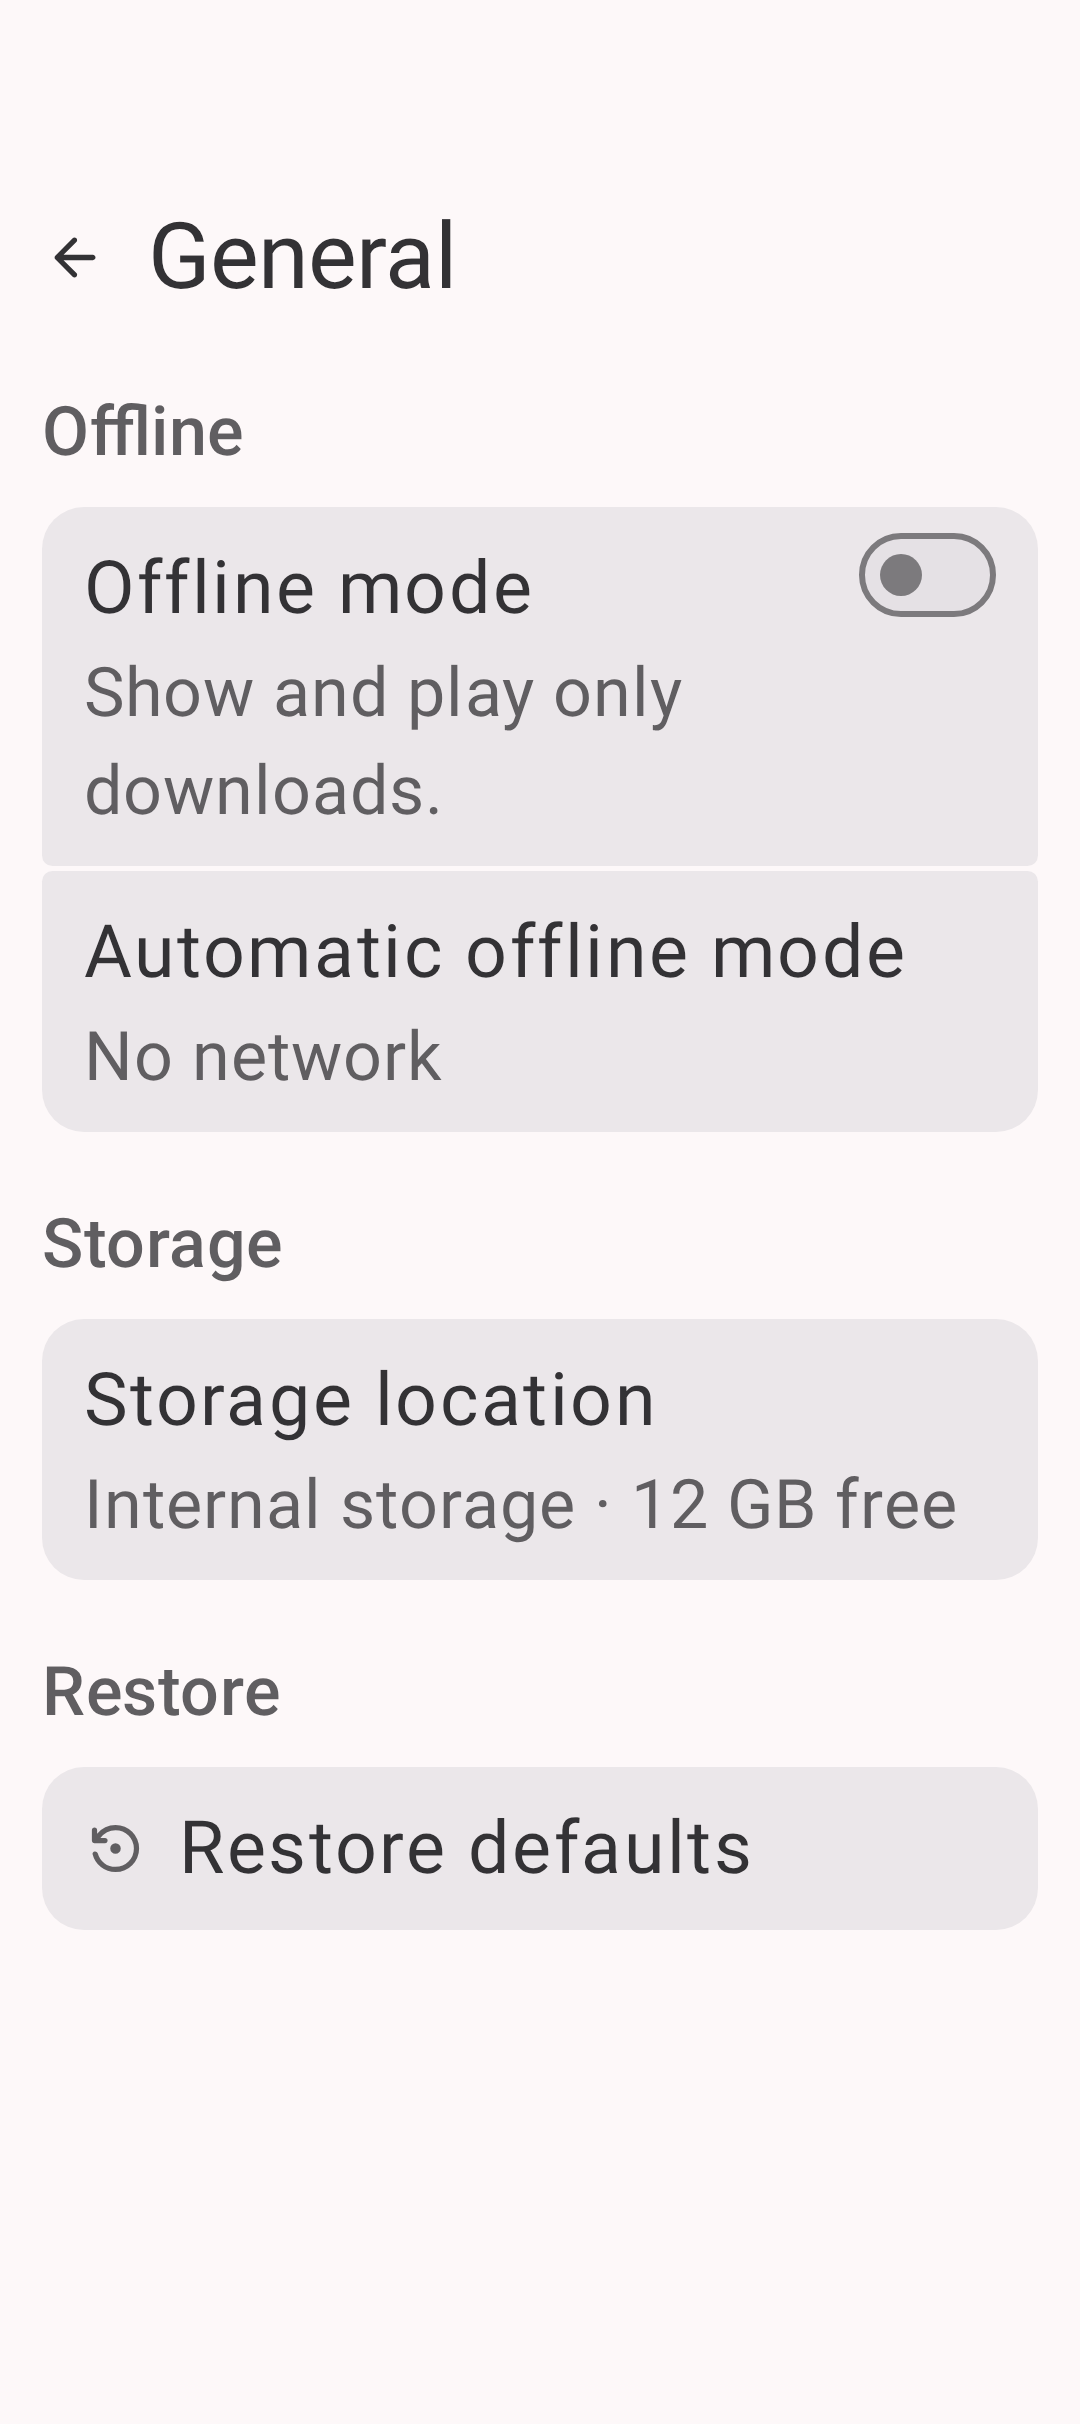 General
Offline
Offline mode
Show and play only
downloads.
Automatic offline mode
No network
Storage
Storage location
Internal storage · 12 GB free
Restore
Restore defaults